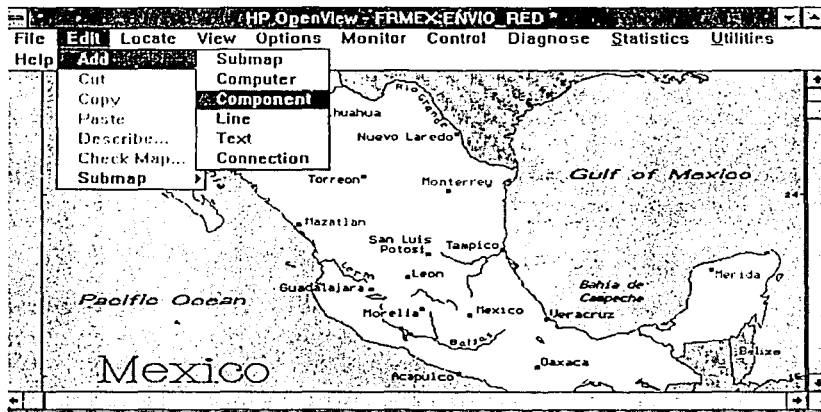 HP OpenView - FRMEX:ENVIO_RED *
File Edit Locate View Options Monitor Control Diagnose Statistics Utilities
Help
Add
Cut
Copy
Paste
Describe...
Check Map...
Submap
Submap
Computer
Component
Line
Text
Connection
Rio Grande
huahua
Nuevo Laredo
Torreon
Monterrey
Gulf of Mexico
24
Mazatlan
San Luis
Potosi
Tampico
Lerm
Leon
Guadalajara
Merida
Bahia de
Campeche
Pacific Ocean
Morelia
Mexico
Veracruz
Balsas
Belize
Oaxaca
Mexico
Acapulco